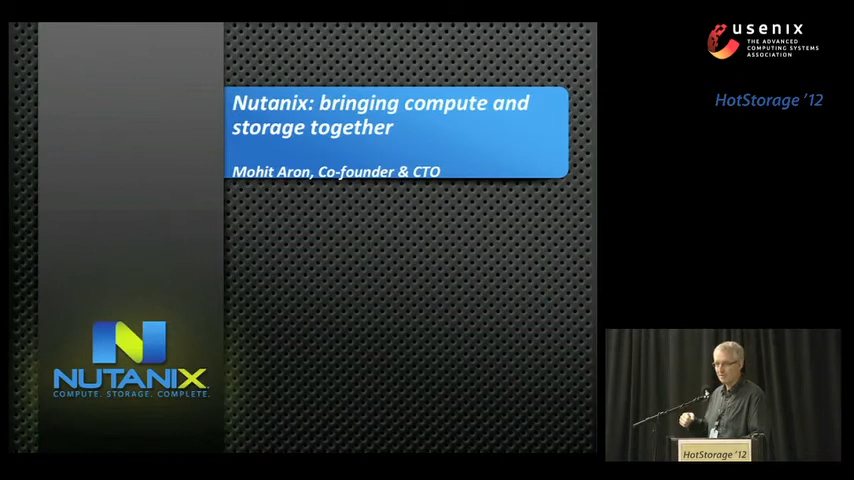 usenix
THE ADVANCED
COMPUTING SYSTEMS
ASSOCIATION
HotStorage '12
Nutanix: bringing compute and
storage together
Mohit Aron, Co-founder & CTO
NUTANIX
COMPUTE. STORAGE. COMPLETE.
HotStorage '12